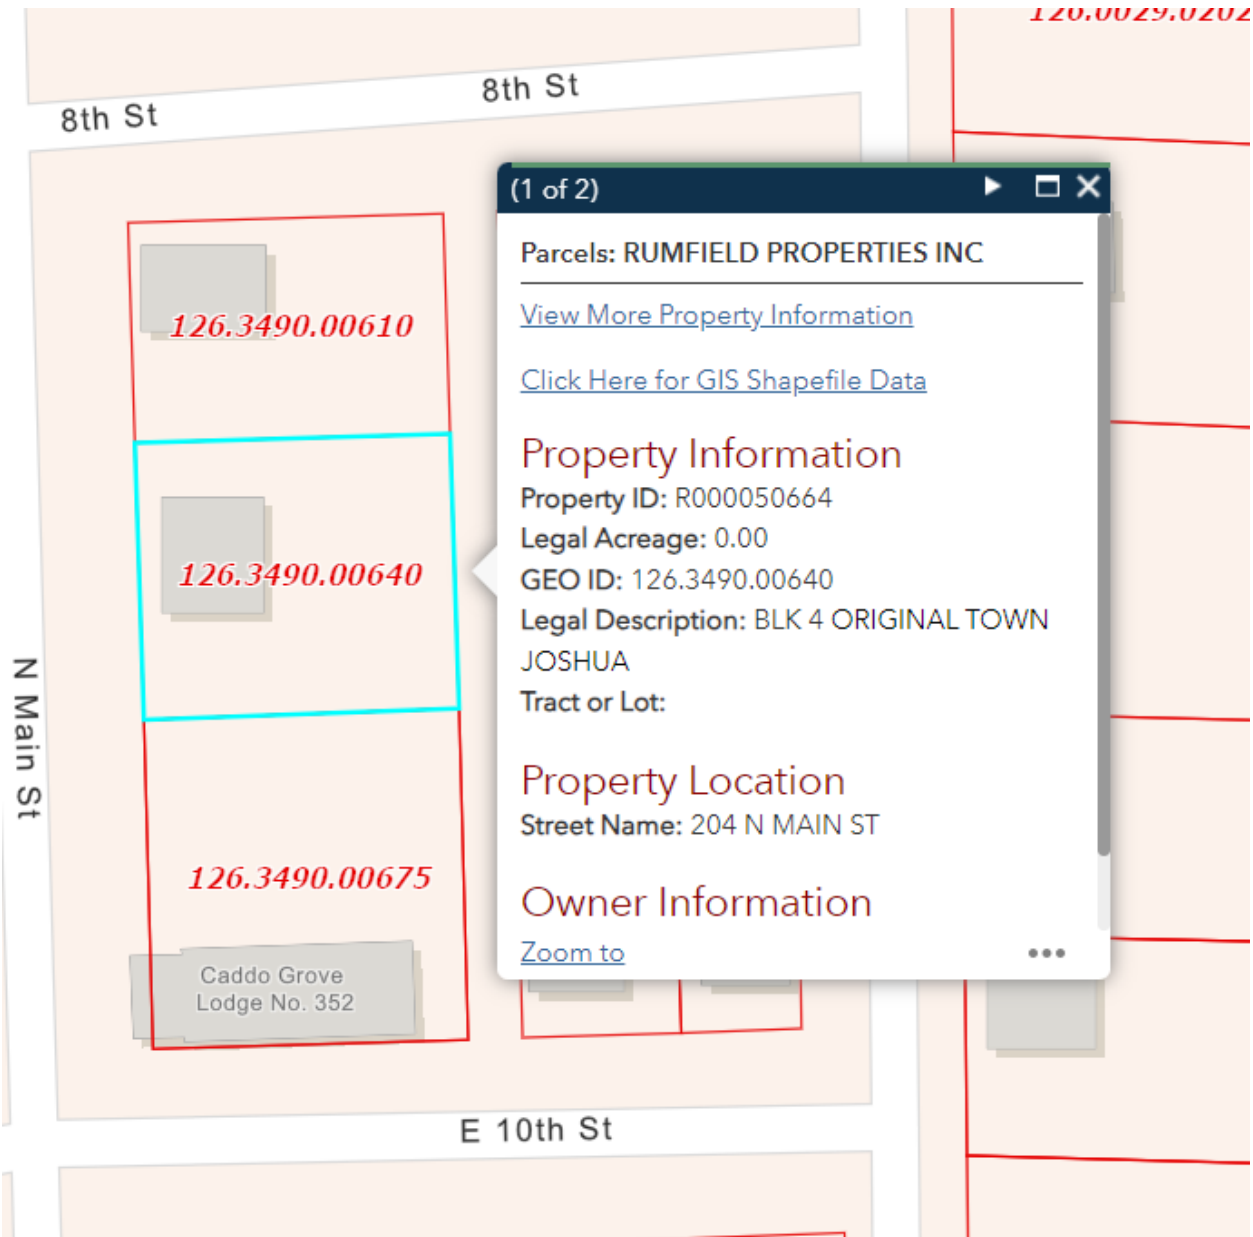 126.0029.0202
8th St
8th St
(1 of 2)
Parcels: RUMFIELD PROPERTIES INC
View More Property Information
Click Here for GIS Shapefile Data
Property Information
Property ID: R000050664
Legal Acreage: 0.00
GEO ID: 126.3490.00640
Legal Description: BLK 4 ORIGINAL TOWN
JOSHUA
Tract or Lot:
Property Location
Street Name: 204 N MAIN ST
Owner Information
Zoom to
126.3490.00610
126.3490.00640
N Main St
126.3490.00675
Caddo Grove
Lodge No. 352
E 10th St